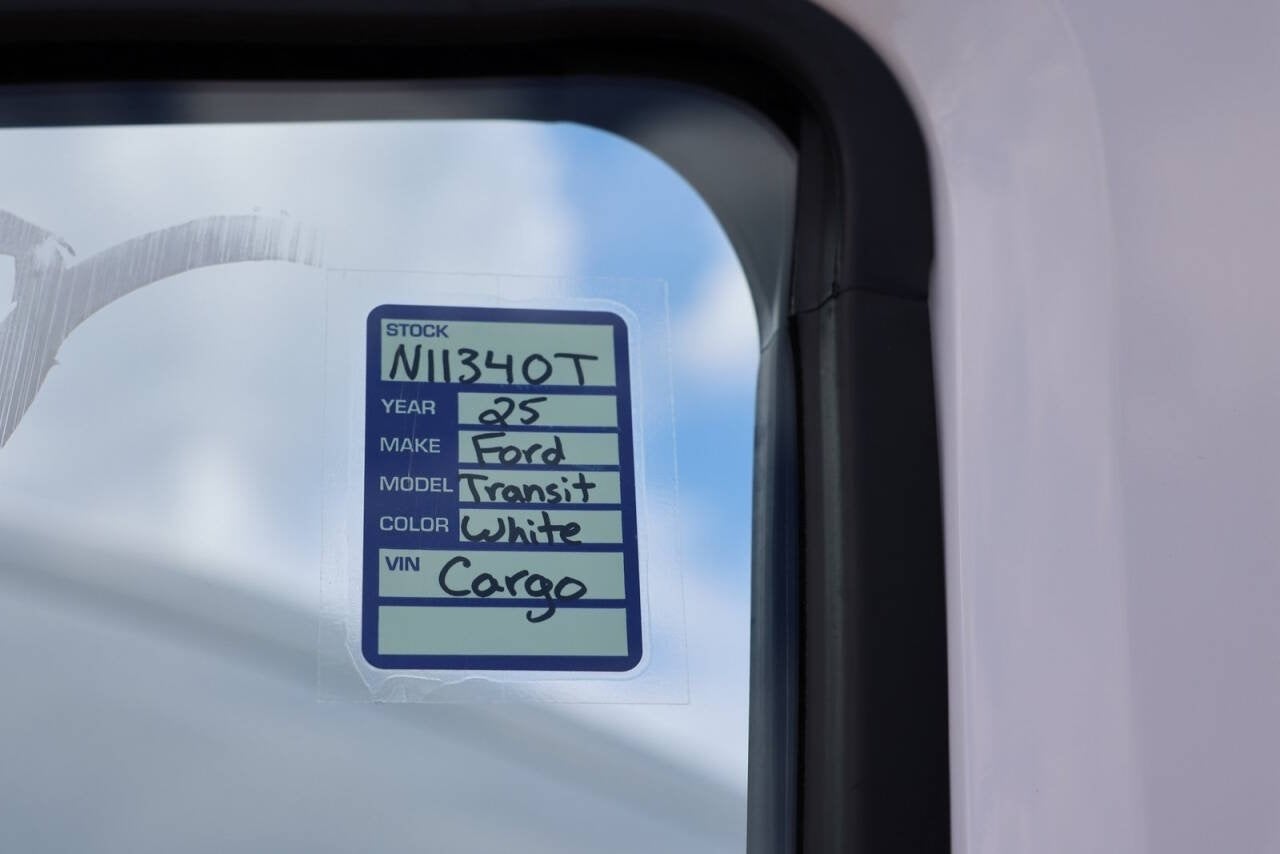 STOCK
N11340T
YEAR 25
MAKE Ford
MODEL Transit
COLOR White
VIN Cargo